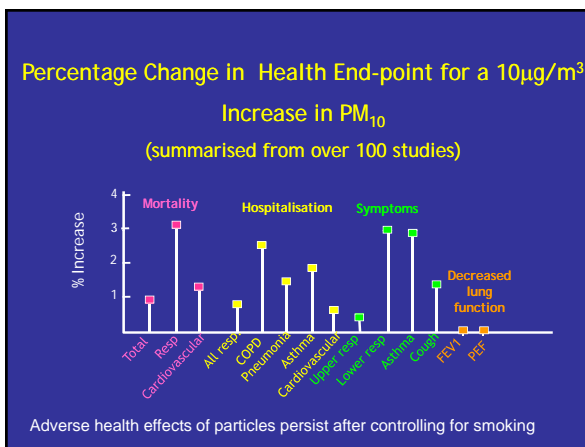 Percentage Change in Health End-point for a 10μg/m³
Increase in PM₁₀
(summarised from over 100 studies)
% Increase
4
3
2
1
Mortality
Hospitalisation
Symptoms
Decreased
lung
function
Total
Resp
Cardiovascular
All resp
COPD
Pneumonia
Asthma
Cardiovascular
Upper resp
Lower resp
Asthma
Cough
FEV1
PEF
Adverse health effects of particles persist after controlling for smoking